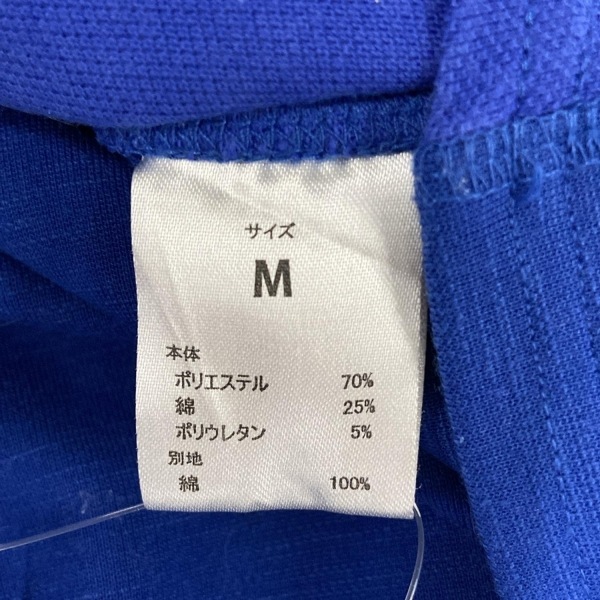 サイズ
M
本体
ポリエステル 70%
綿 25%
ポリウレタン 5%
別地
綿 100%